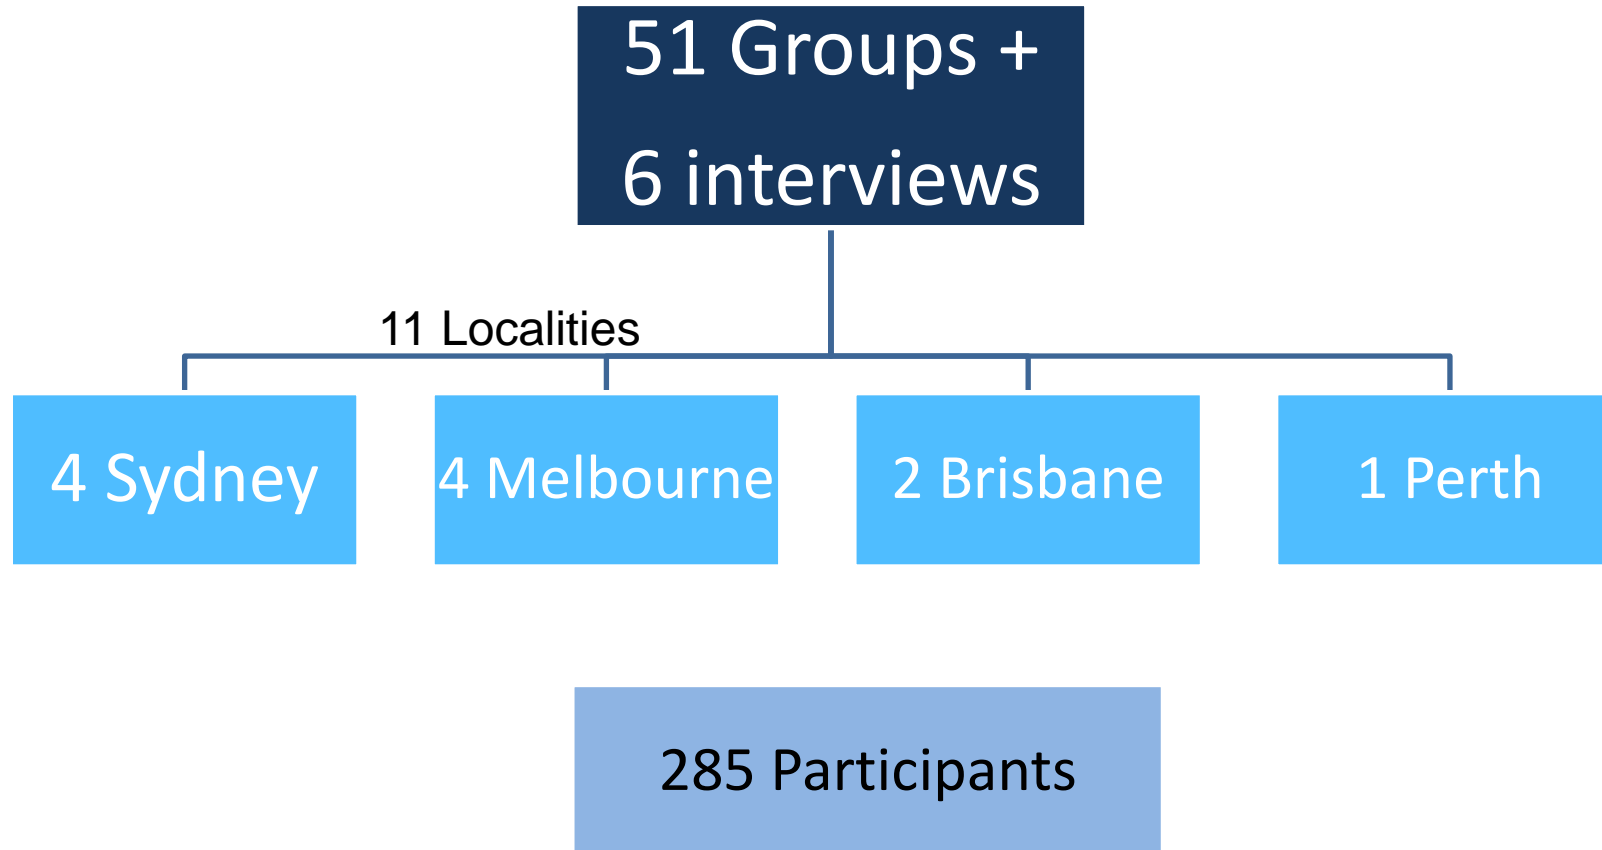 51 Groups +
6 interviews
11 Localities
4 Sydney
4 Melbourne
2 Brisbane
1 Perth
285 Participants